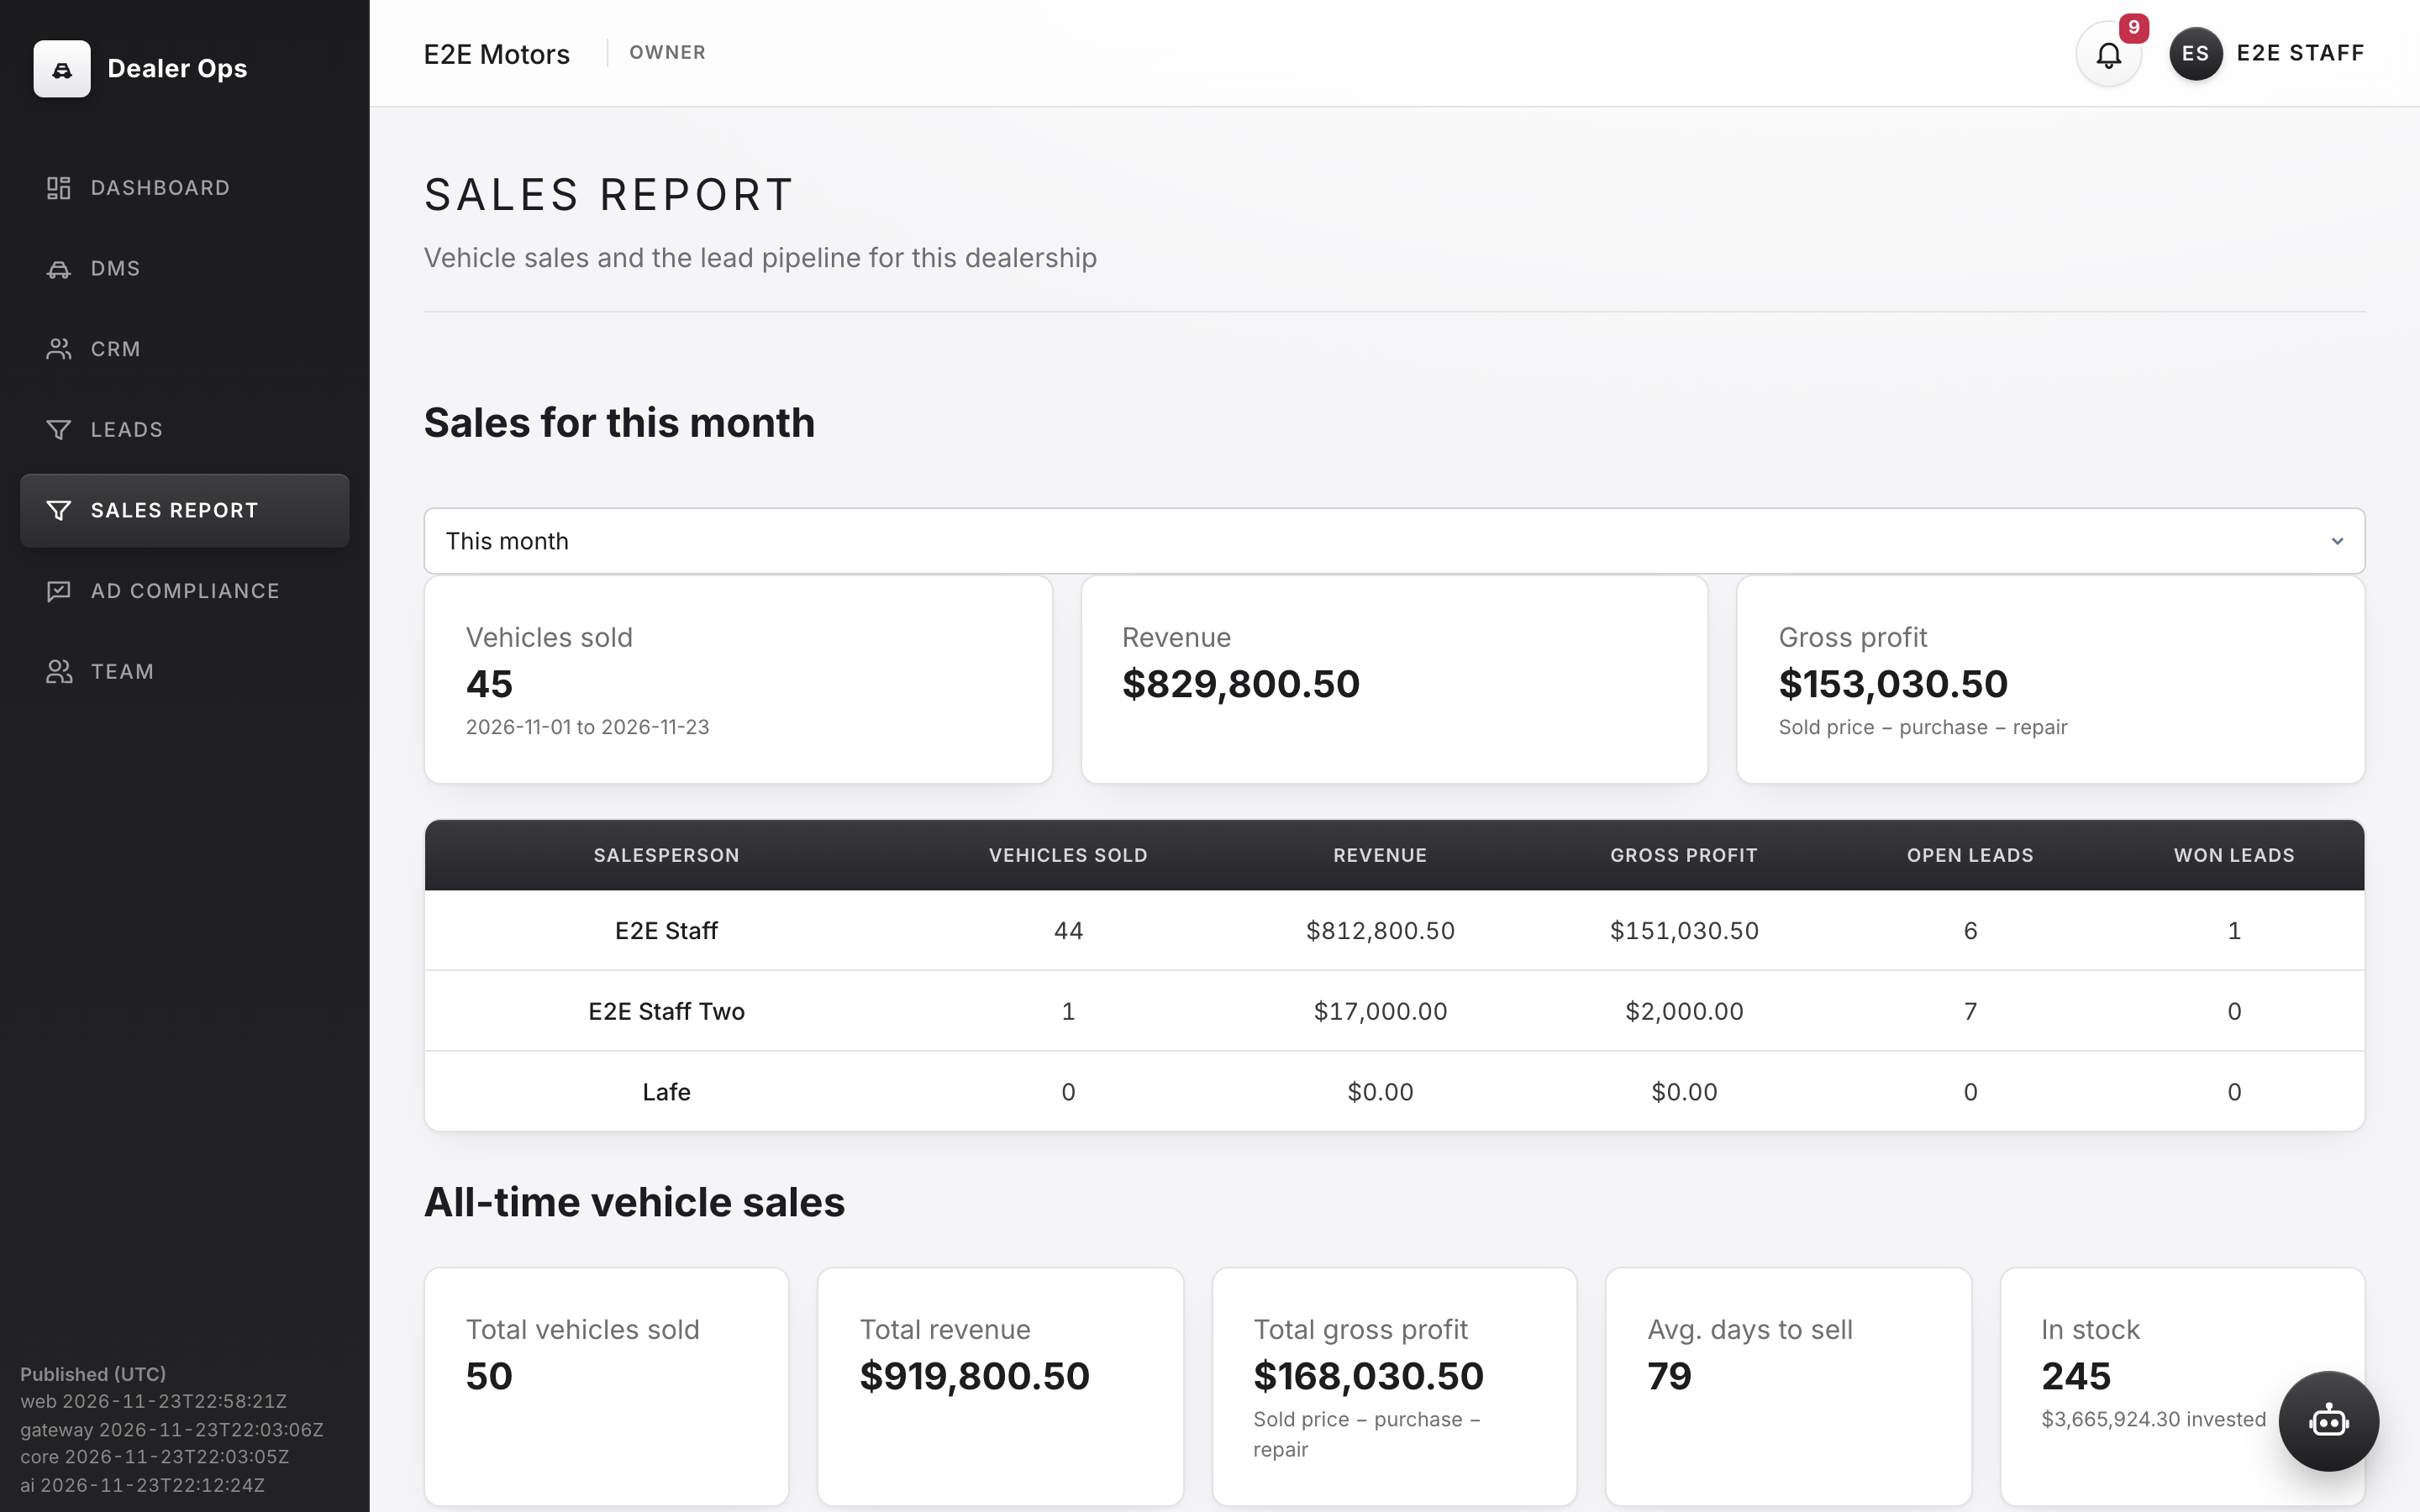 Dealer Ops
DASHBOARD
DMS
CRM
LEADS
SALES REPORT
AD COMPLIANCE
TEAM
Published (UTC)
web 2026-11-23T22:58:21Z
gateway 2026-11-23T22:03:06Z
core 2026-11-23T22:03:05Z
ai 2026-11-23T22:12:24Z
E2E Motors OWNER
9
ES E2E STAFF
SALES REPORT
Vehicle sales and the lead pipeline for this dealership
Sales for this month
This month
Vehicles sold
45
2026-11-01 to 2026-11-23
Revenue
$829,800.50
Gross profit
$153,030.50
Sold price – purchase – repair
SALESPERSON VEHICLES SOLD REVENUE GROSS PROFIT OPEN LEADS WON LEADS
E2E Staff 44 $812,800.50 $151,030.50 6 1
E2E Staff Two 1 $17,000.00 $2,000.00 7 0
Lafe 0 $0.00 $0.00 0 0
All-time vehicle sales
Total vehicles sold
50
Total revenue
$919,800.50
Total gross profit
$168,030.50
Sold price – purchase –
repair
Avg. days to sell
79
In stock
245
$3,665,924.30 invested